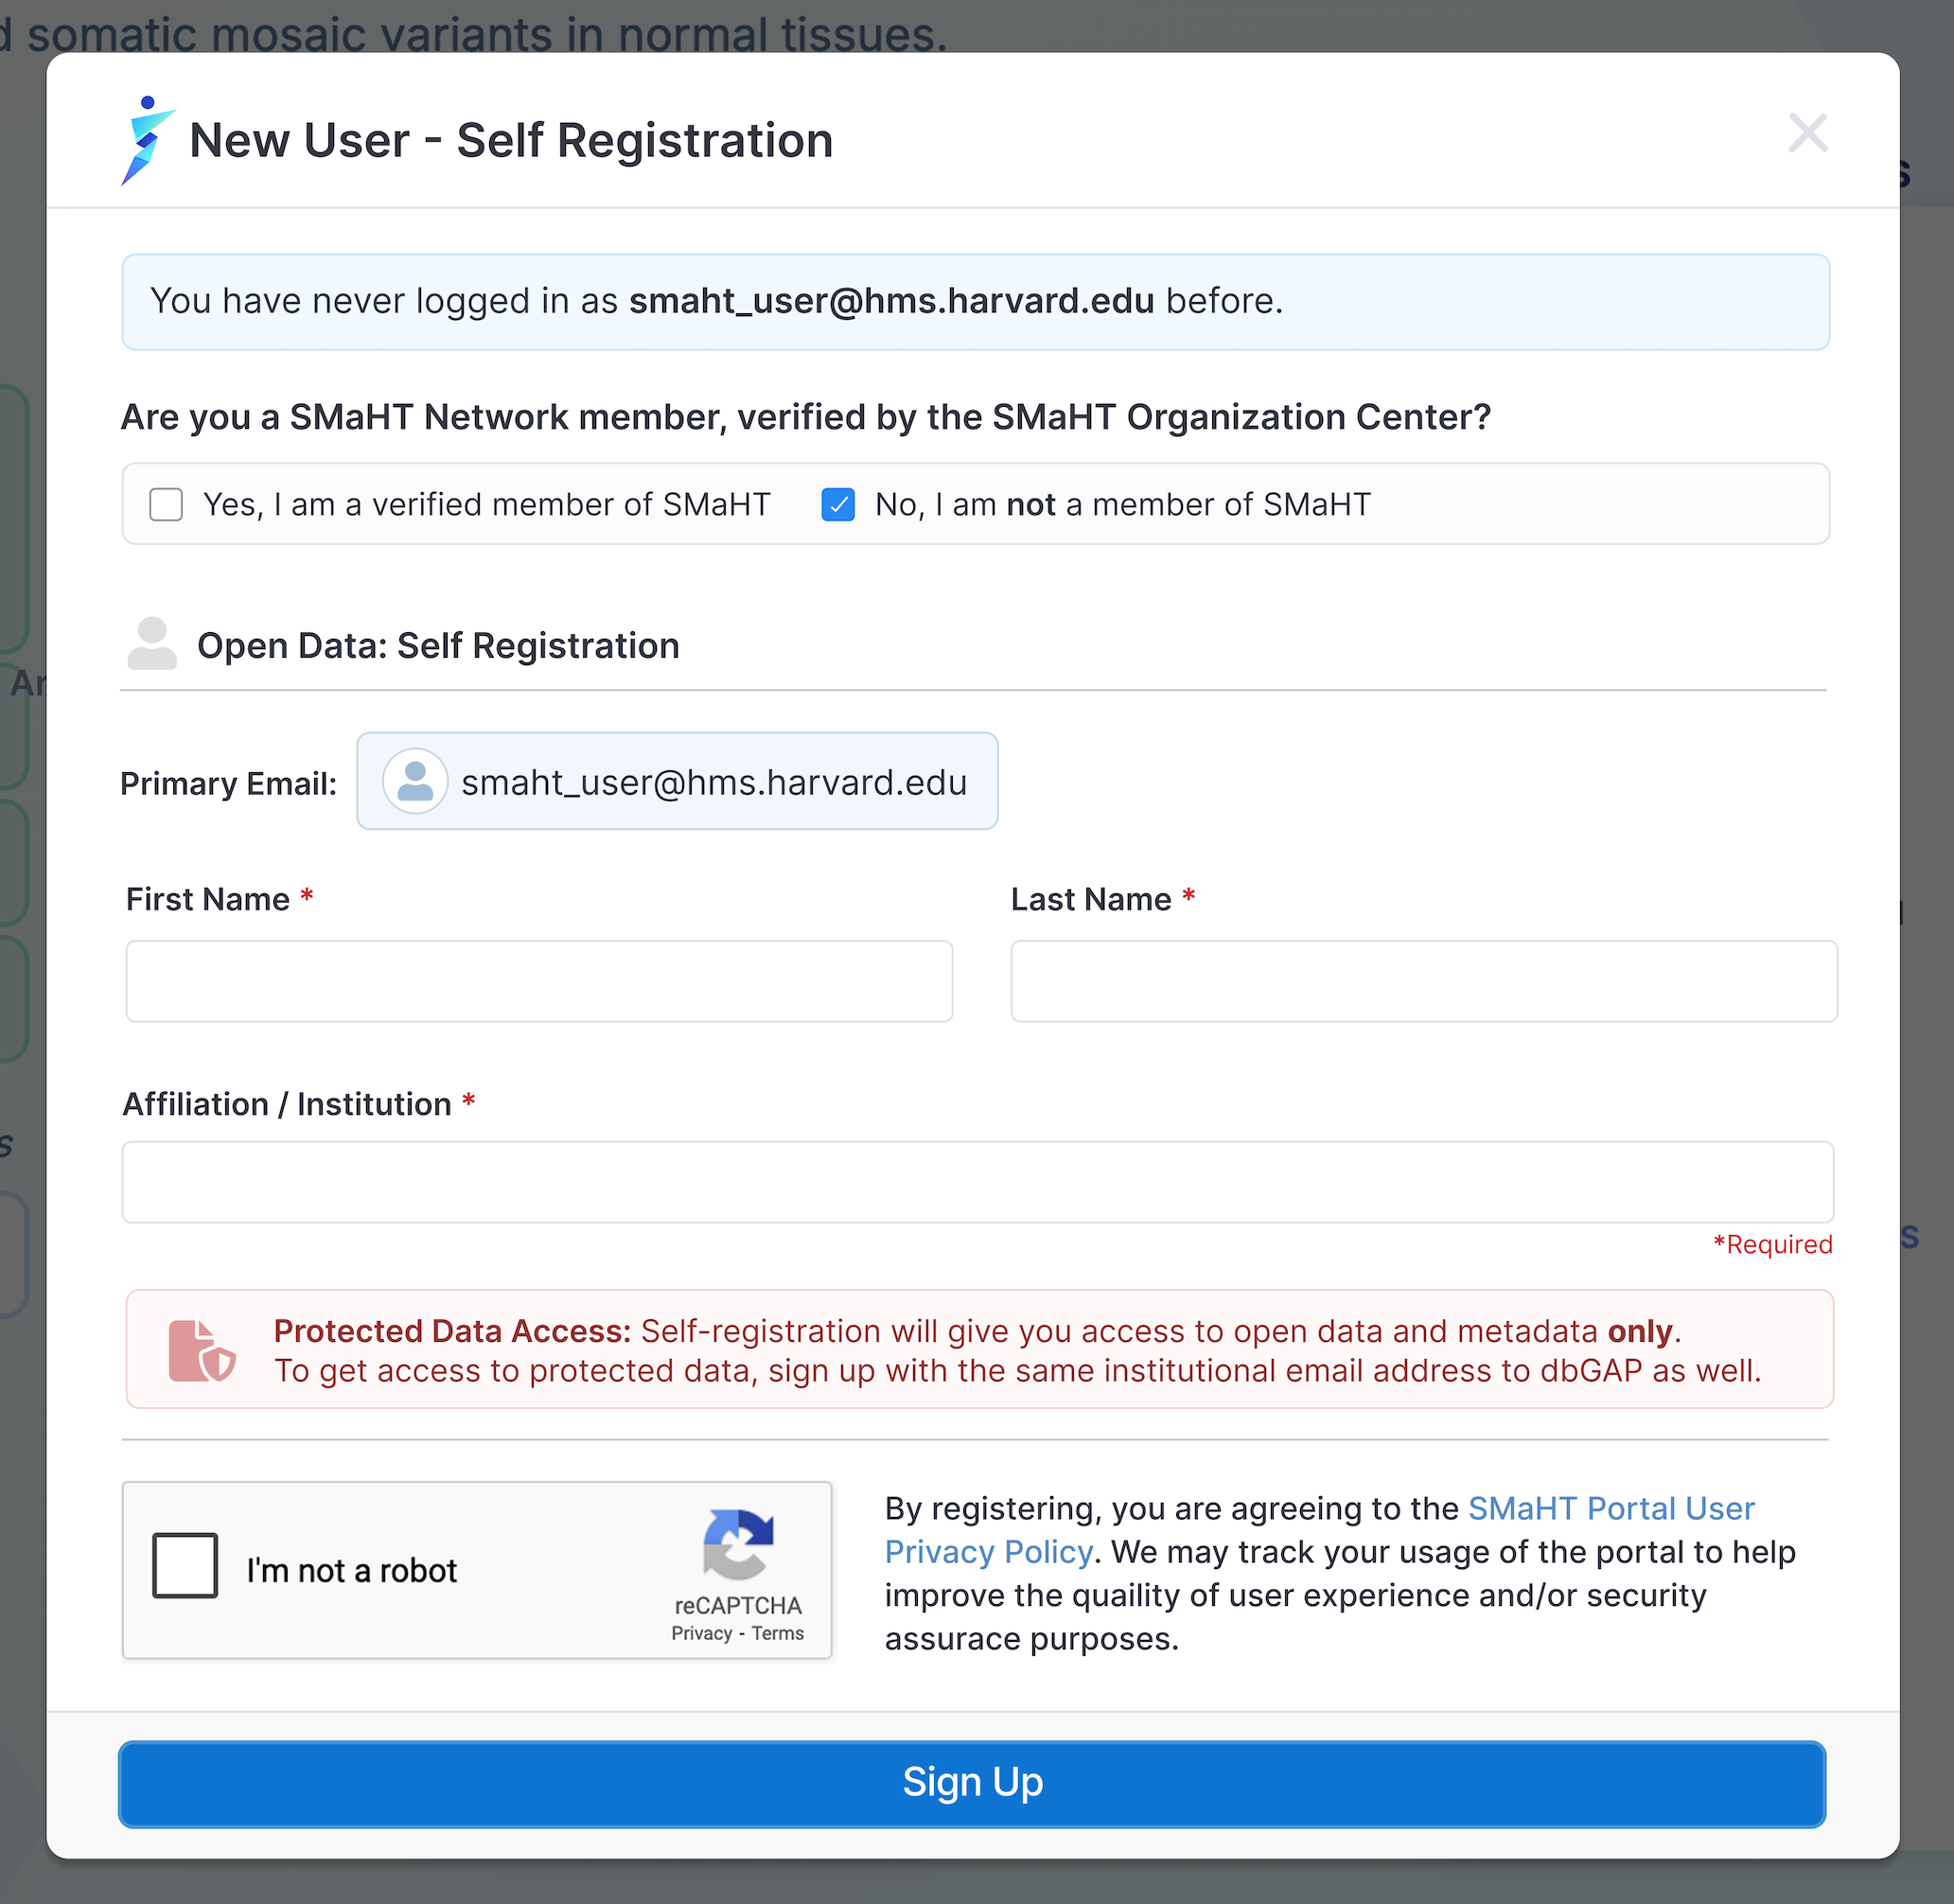 somatic mosaic variants in normal tissues.
New User - Self Registration
You have never logged in as smaht_user@hms.harvard.edu before.
Are you a SMaHT Network member, verified by the SMaHT Organization Center?
Yes, I am a verified member of SMaHT No, I am not a member of SMaHT
Open Data: Self Registration
Primary Email: smaht_user@hms.harvard.edu
First Name * Last Name *
Affiliation / Institution *
*Required
Protected Data Access: Self-registration will give you access to open data and metadata only.
To get access to protected data, sign up with the same institutional email address to dbGAP as well.
I'm not a robot
reCAPTCHA
Privacy - Terms
By registering, you are agreeing to the SMaHT Portal User
Privacy Policy. We may track your usage of the portal to help
improve the quaility of user experience and/or security
assurace purposes.
Sign Up